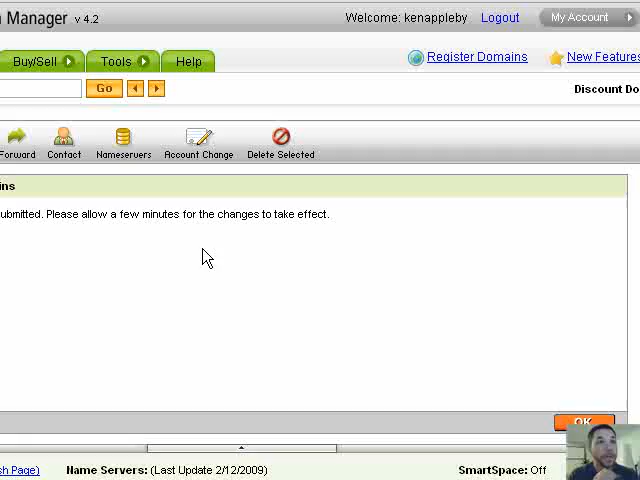 Manager v 4.2
Welcome: kenappleby Logout My Account
Buy/Sell Tools Help Register Domains New Features
Go
Discount Do
Forward Contact Nameservers Account Change Delete Selected
ins
ubmitted. Please allow a few minutes for the changes to take effect.
OK
sh Page) Name Servers: (Last Update 2/12/2009) SmartSpace: Off